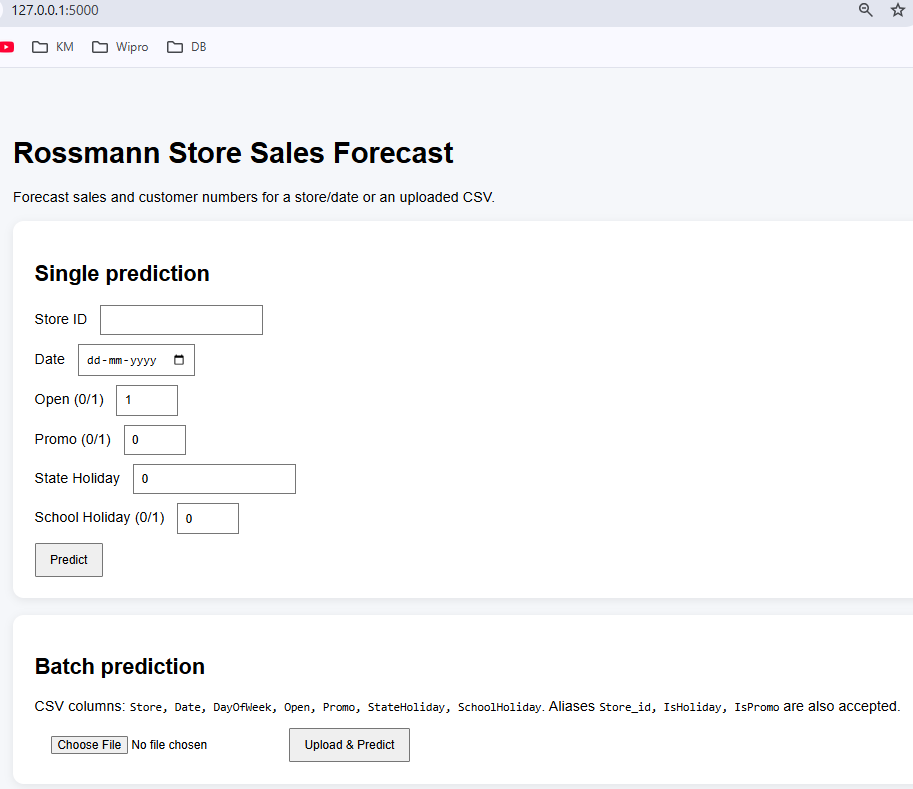 127.0.0.1:5000
KM Wipro DB
Rossmann Store Sales Forecast
Forecast sales and customer numbers for a store/date or an uploaded CSV.
Single prediction
Store ID
Date dd-mm-yyyy
Open (0/1) 1
Promo (0/1) 0
State Holiday 0
School Holiday (0/1) 0
Predict
Batch prediction
CSV columns: Store, Date, DayOfWeek, Open, Promo, StateHoliday, SchoolHoliday. Aliases Store_id, IsHoliday, IsPromo are also accepted.
Choose File No file chosen Upload & Predict